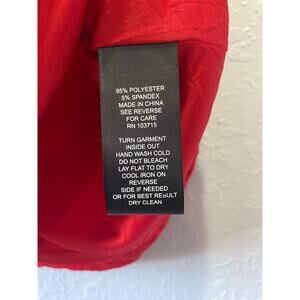 95% POLYESTER
5% SPANDEX
MADE IN CHINA
SEE REVERSE
FOR CARE
RN 103715
TURN GARMENT
INSIDE OUT
HAND WASH COLD
DO NOT BLEACH
LAY FLAT TO DRY
COOL IRON ON
REVERSE
SIDE IF NEEDED
OR FOR BEST REsULT
DRY CLEAN